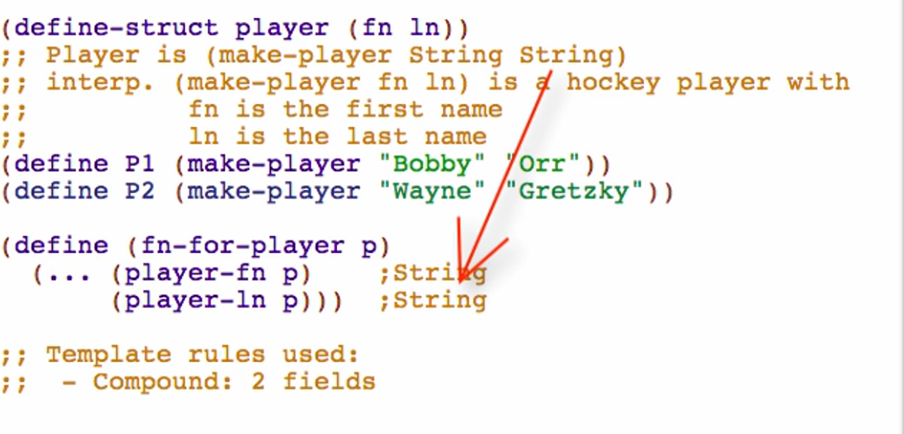 (define-struct player (fn ln))
;; Player is (make-player String String)
;; interp. (make-player fn ln) is a hockey player with
;;          fn is the first name
;;          ln is the last name
(define P1 (make-player "Bobby" "Orr"))
(define P2 (make-player "Wayne" "Gretzky"))
(define (fn-for-player p)
  (... (player-fn p)    ;String
       (player-ln p)))  ;String
;; Template rules used:
;;  - Compound: 2 fields